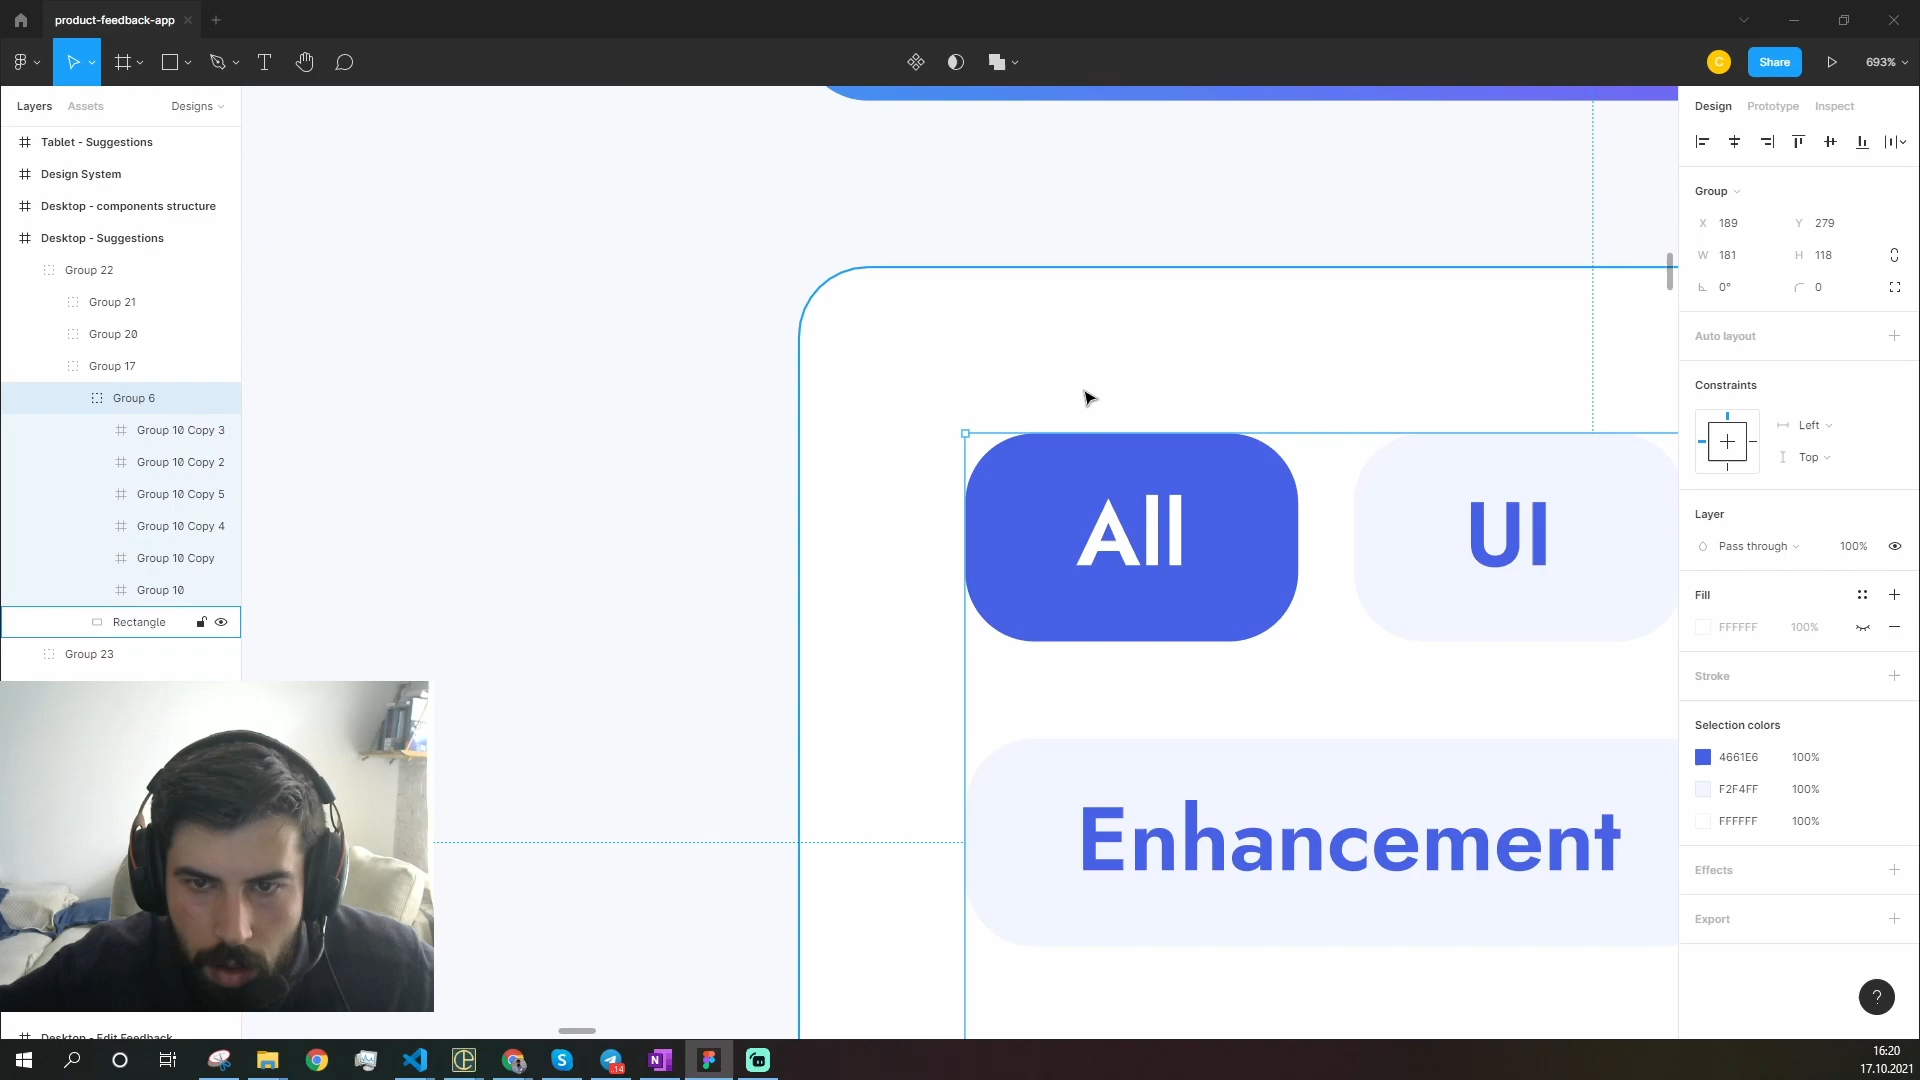 product-feedback-app
C
Share
693%
Layers
Assets
Designs
Design
Prototype
Inspect
Tablet - Suggestions
Design System
Desktop - components structure
Desktop - Suggestions
Group 22
Group 21
Group 20
Group 17
Group 6
Group 10 Copy 3
Group 10 Copy 2
Group 10 Copy 5
Group 10 Copy 4
Group 10 Copy
Group 10
Rectangle
Group 23
Desktop - Edit Feedback
All
UI
Enhancement
Group
X 189 Y 279
W 181 H 118
0° 0
Auto layout
Constraints
Left
Top
Layer
Pass through 100%
Fill
FFFFFF 100%
Stroke
Selection colors
4661E6 100%
F2F4FF 100%
FFFFFF 100%
Effects
Export
?
14
N
16:20
17.10.2021